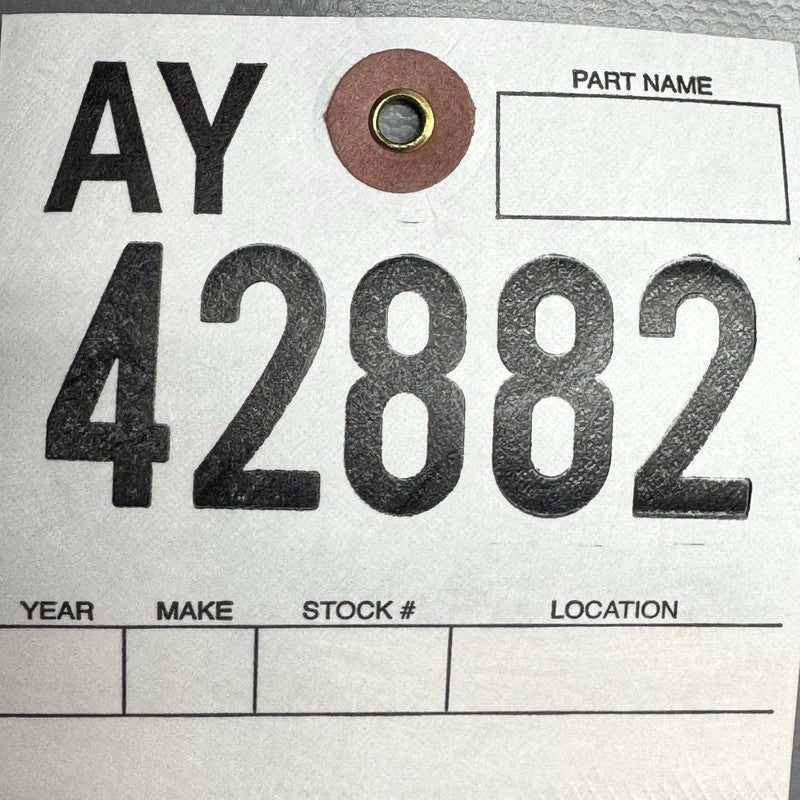 AY
PART NAME
42882
YEAR MAKE STOCK # LOCATION